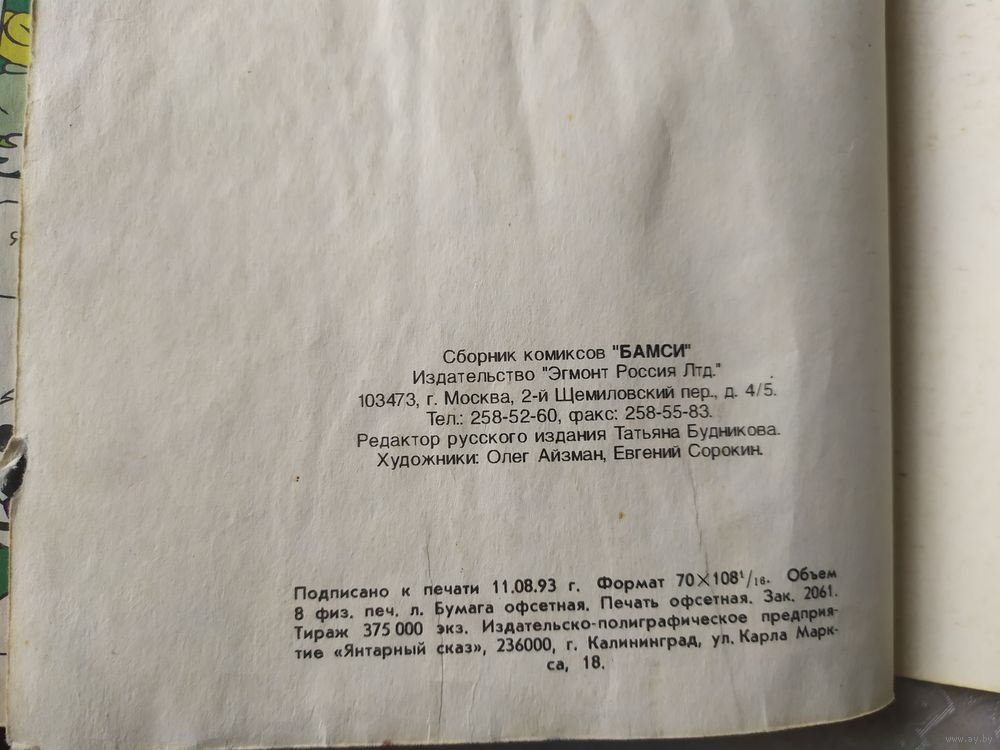 Сборник комиксов "БАМСИ"
Издательство "Эгмонт Россия Лтд."
103473, г. Москва, 2-й Щемиловский пер., д. 4/5.
Тел.: 258-52-60, факс: 258-55-83.
Редактор русского издания Татьяна Будникова.
Художники: Олег Айзман, Евгений Сорокин.
Подписано к печати 11.08.93 г. Формат 70×108¹/₁₆. Объем
8 физ. печ. л. Бумага офсетная. Печать офсетная. Зак. 2061.
Тираж 375 000 экз. Издательско-полиграфическое предприя-
тие «Янтарный сказ», 236000, г. Калининград, ул. Карла Марк-
са, 18.
www.ay.by